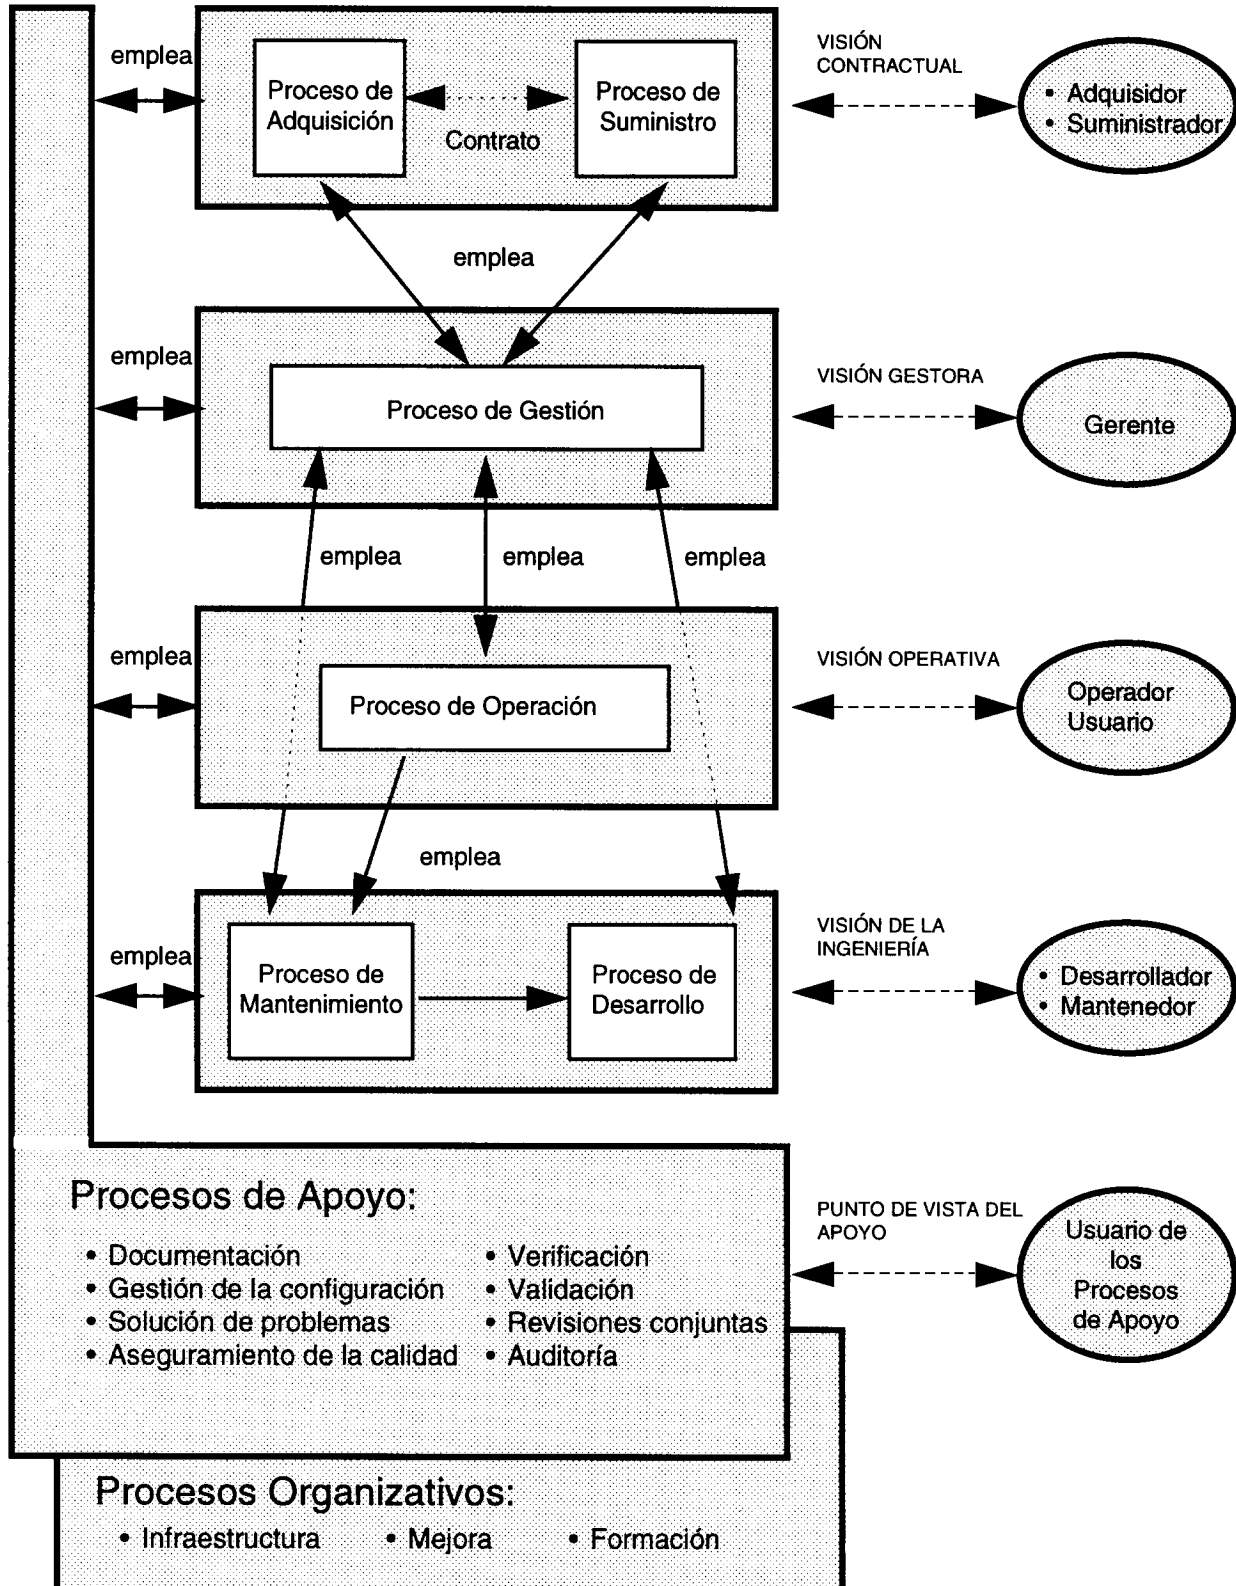 emplea
Proceso de
Adquisición
Contrato
Proceso de
Suministro
VISIÓN
CONTRACTUAL
• Adquisidor
• Suministrador
emplea
emplea
Proceso de Gestión
VISIÓN GESTORA
Gerente
emplea
emplea
emplea
emplea
Proceso de Operación
VISIÓN OPERATIVA
Operador
Usuario
emplea
emplea
Proceso de
Mantenimiento
Proceso de
Desarrollo
VISIÓN DE LA
INGENIERÍA
• Desarrollador
• Mantenedor
Procesos de Apoyo:
• Documentación
• Gestión de la configuración
• Solución de problemas
• Aseguramiento de la calidad
• Verificación
• Validación
• Revisiones conjuntas
• Auditoría
PUNTO DE VISTA DEL
APOYO
Usuario de
los
Procesos
de Apoyo
Procesos Organizativos:
• Infraestructura
• Mejora
• Formación